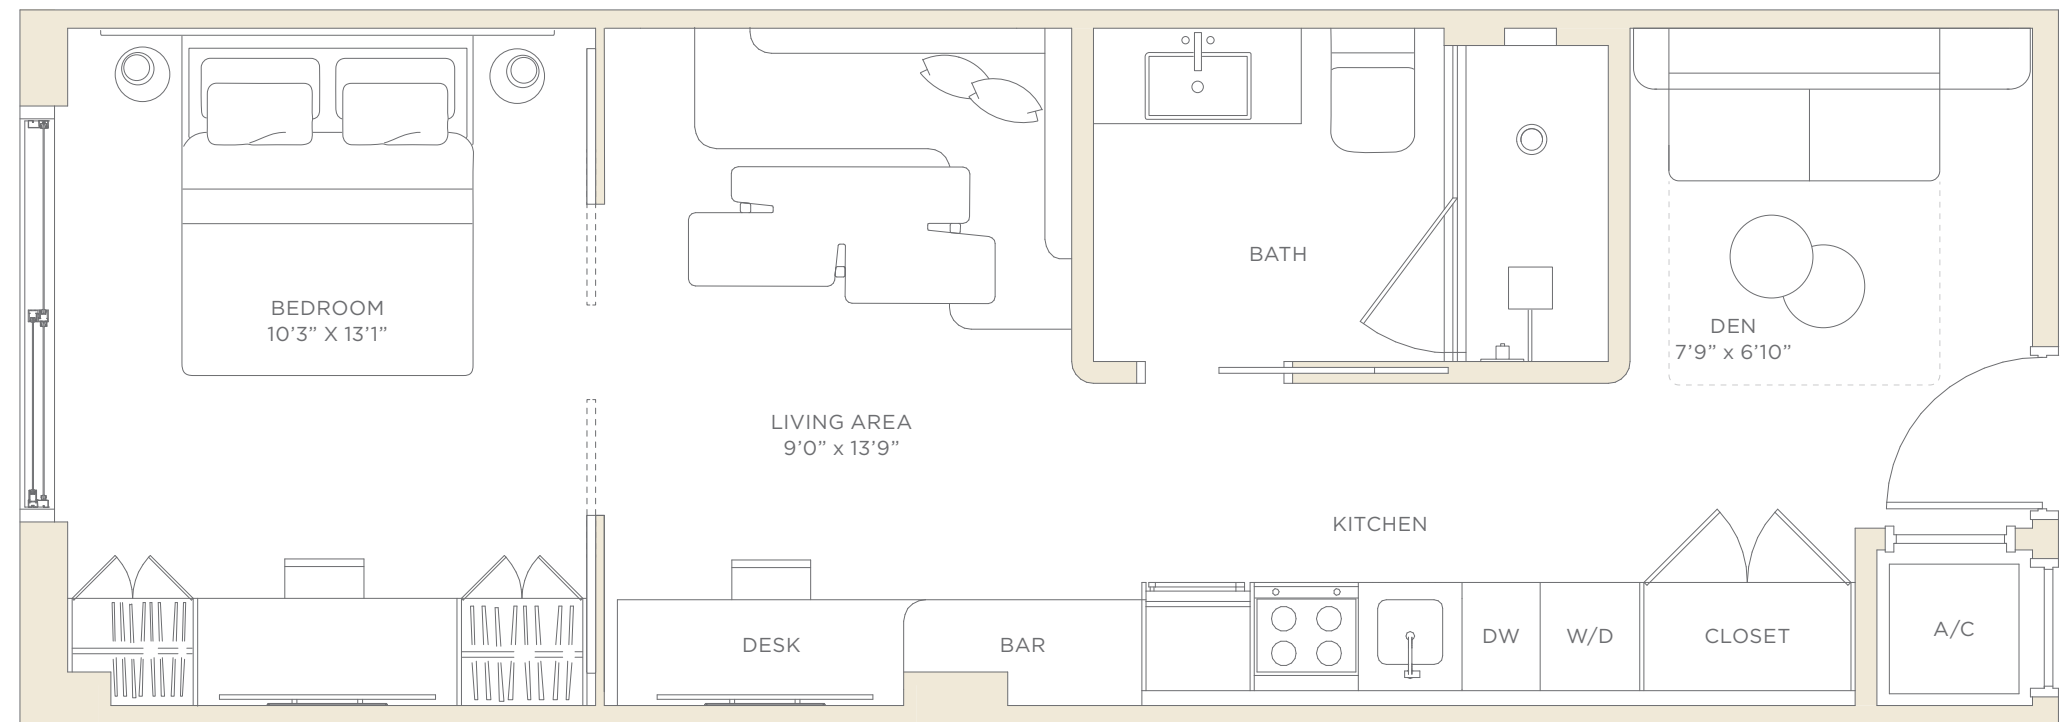 BEDROOM
10’3” X 13’1”
LIVING AREA
9’0” x 13’9”
BATH
DEN
7’9” x 6’10”
KITCHEN
DESK
BAR
DW
W/D
CLOSET
A/C